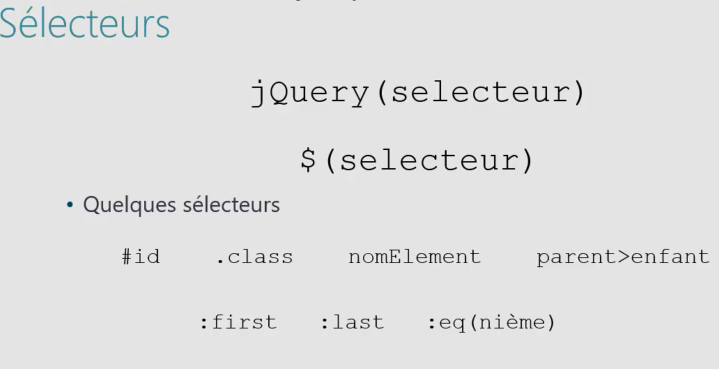 Sélecteurs
jQuery(selecteur)
$(selecteur)
• Quelques sélecteurs
#id .class nomElement parent>enfant
:first :last :eq(nième)